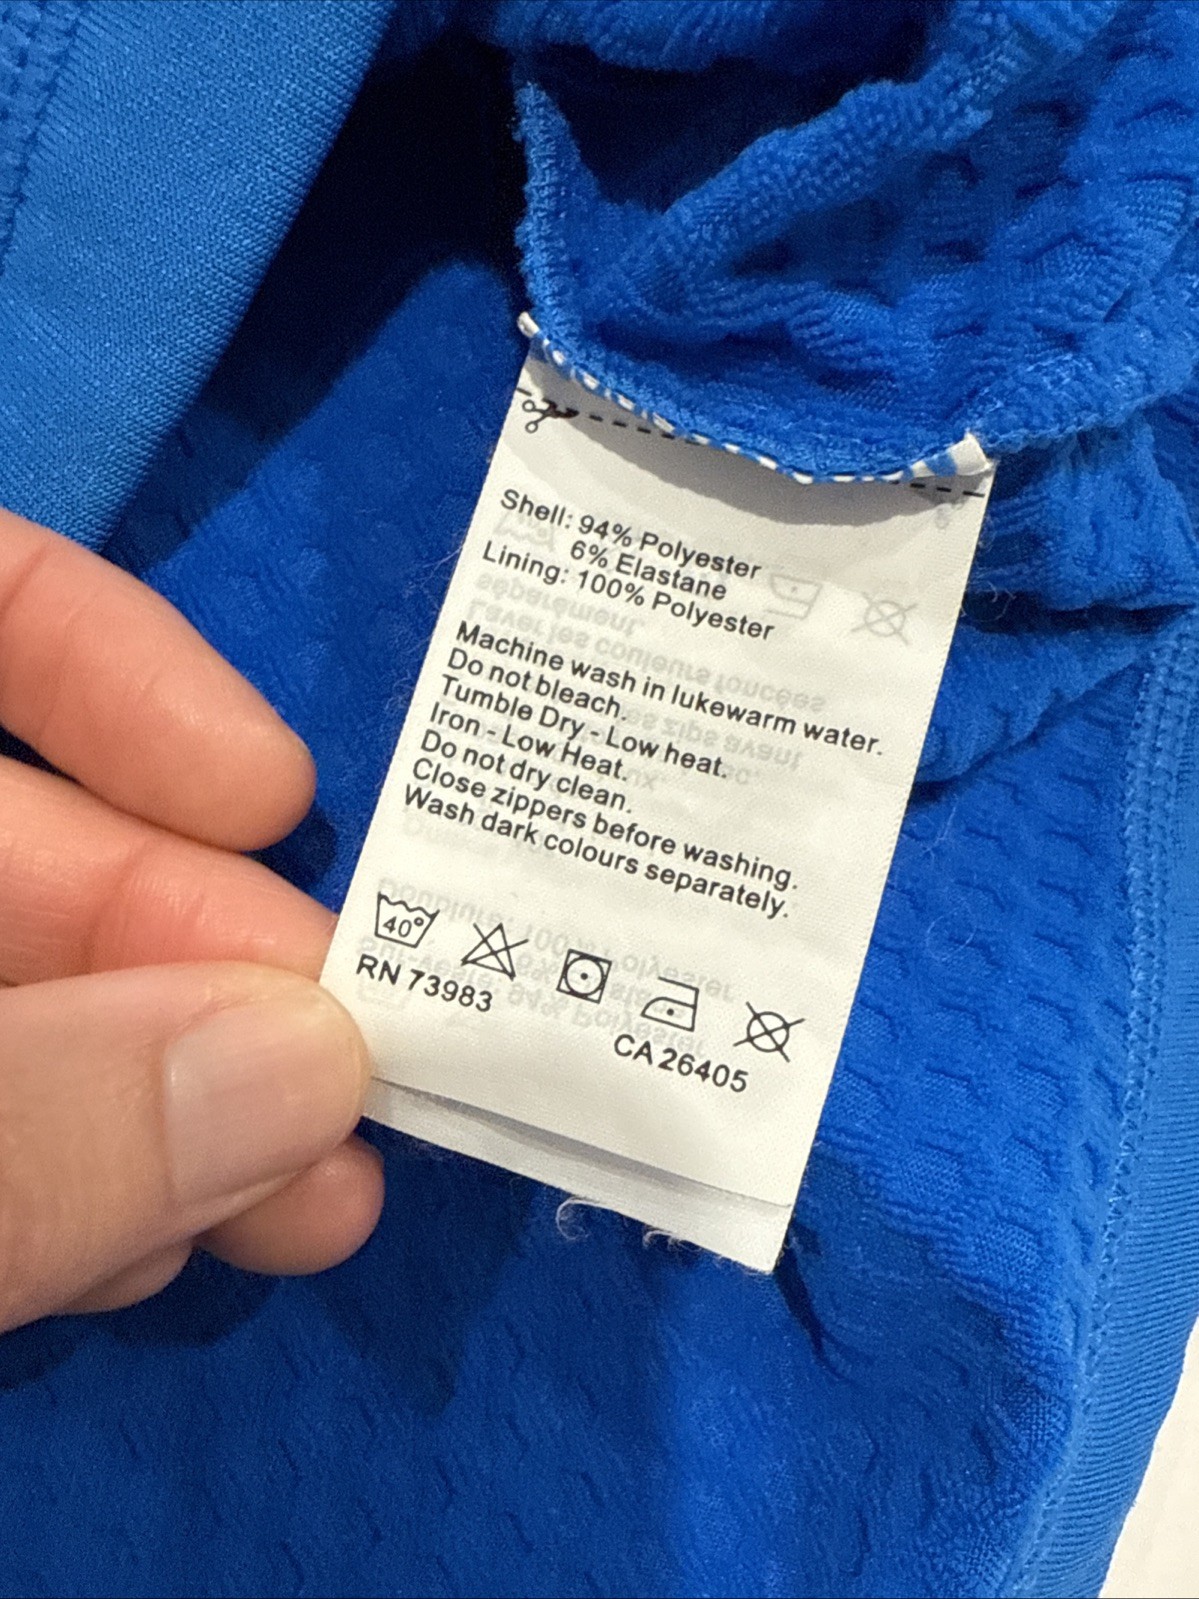 Shell: 94% Polyester
6% Elastane
Lining: 100% Polyester
Machine wash in lukewarm water.
Do not bleach.
Tumble Dry - Low heat.
Iron - Low Heat.
Do not dry clean.
Close zippers before washing.
Wash dark colours separately.
40°
RN 73983
CA 26405